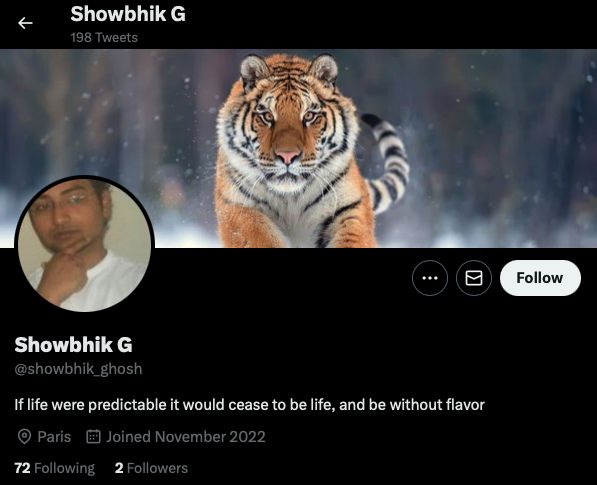 Showbhik G
198 Tweets
Follow
Showbhik G
@showbhik_ghosh
If life were predictable it would cease to be life, and be without flavor
Paris Joined November 2022
72 Following 2 Followers